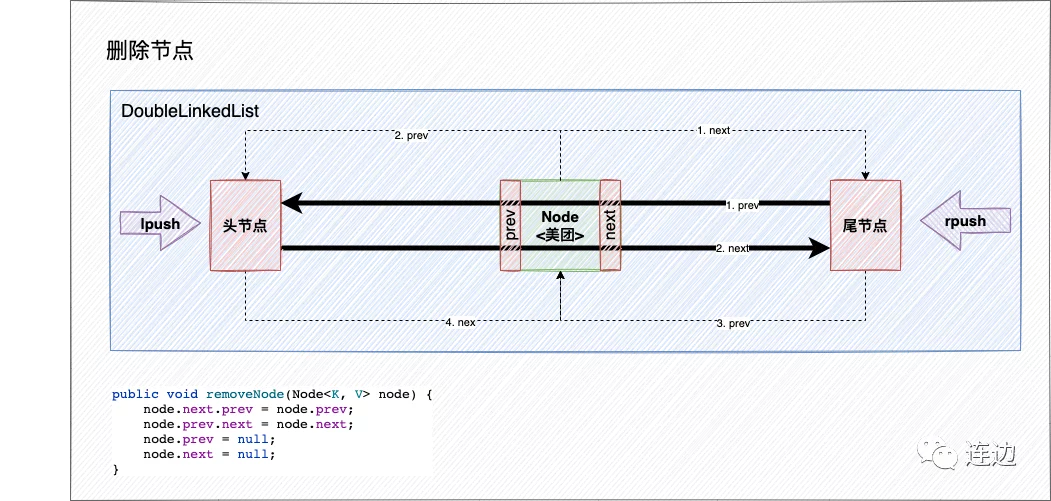 删除节点
DoubleLinkedList
2. prev
1. next
lpush
头节点
prev
Node
<美团>
next
1. prev
2. next
尾节点
rpush
4. nex
3. prev
public void removeNode(Node<K, V> node) {
    node.next.prev = node.prev;
    node.prev.next = node.next;
    node.prev = null;
    node.next = null;
}
连边